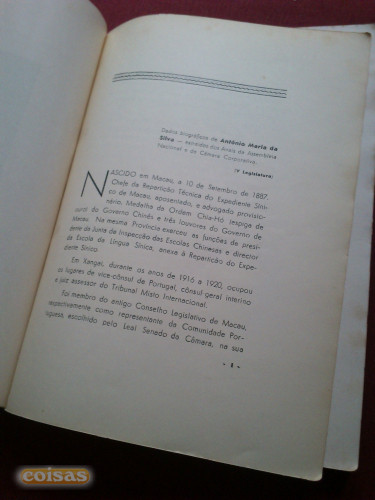 Dados biográficos de António Maria da
Silva — extraídos dos Anais da Assembleia
Nacional e da Câmara Corporativa.
(V Legislatura)
NASCIDO em Macau, a 10 de Setembro de 1887.
Chefe da Repartição Técnica do Expediente Síni-
co de Macau, aposentado, e advogado provisio-
nário, Medalha da Ordem Chia-Hó (espiga de
ouro) do Governo Chinês e três louvores do Governo de
Macau. Na mesma Província exerceu as funções de presi-
dente da Junta de Inspecção das Escolas Chinesas e director
da Escola da Língua Sínica, anexa à Repartição do Expe-
diente Sínico.
Em Xangai, durante os anos de 1916 a 1920, ocupou
os lugares de vice-cônsul de Portugal, cônsul geral interino
e juiz assessor do Tribunal Misto Internacional.
Foi membro do antigo Conselho Legislativo de Macau,
respectivamente como representante da Comunidade Por-
tuguesa, escolhido pelo Leal Senado da Câmara, na sua
- 1 -
coisas